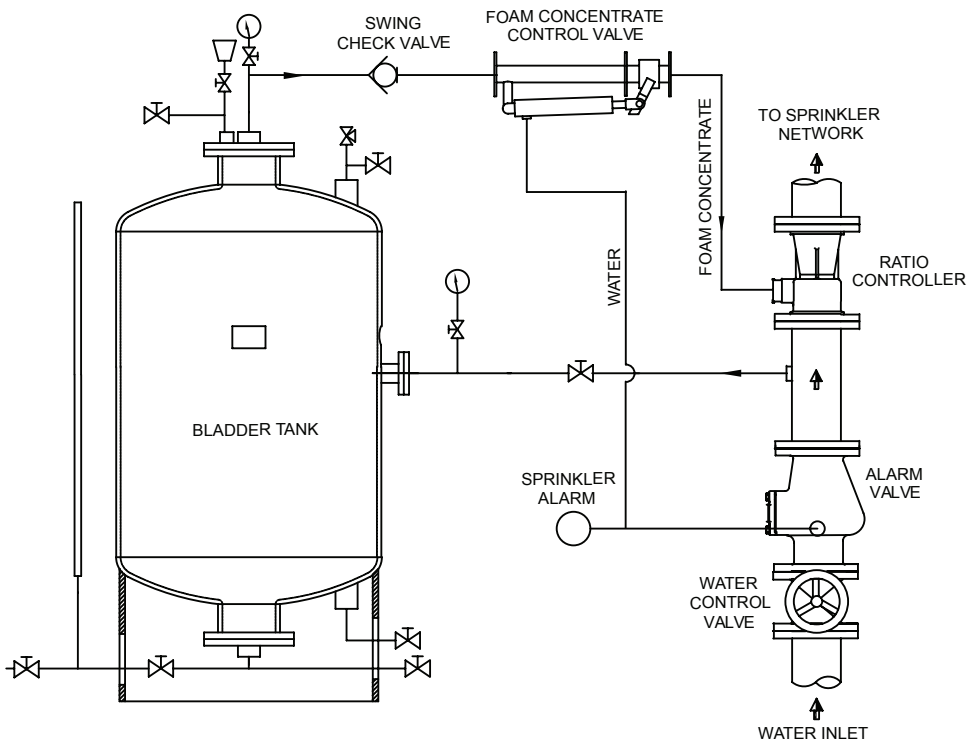 SWING
CHECK VALVE
FOAM CONCENTRATE
CONTROL VALVE
TO SPRINKLER
NETWORK
FOAM CONCENTRATE
WATER
RATIO
CONTROLLER
BLADDER TANK
SPRINKLER
ALARM
ALARM
VALVE
WATER
CONTROL
VALVE
WATER INLET